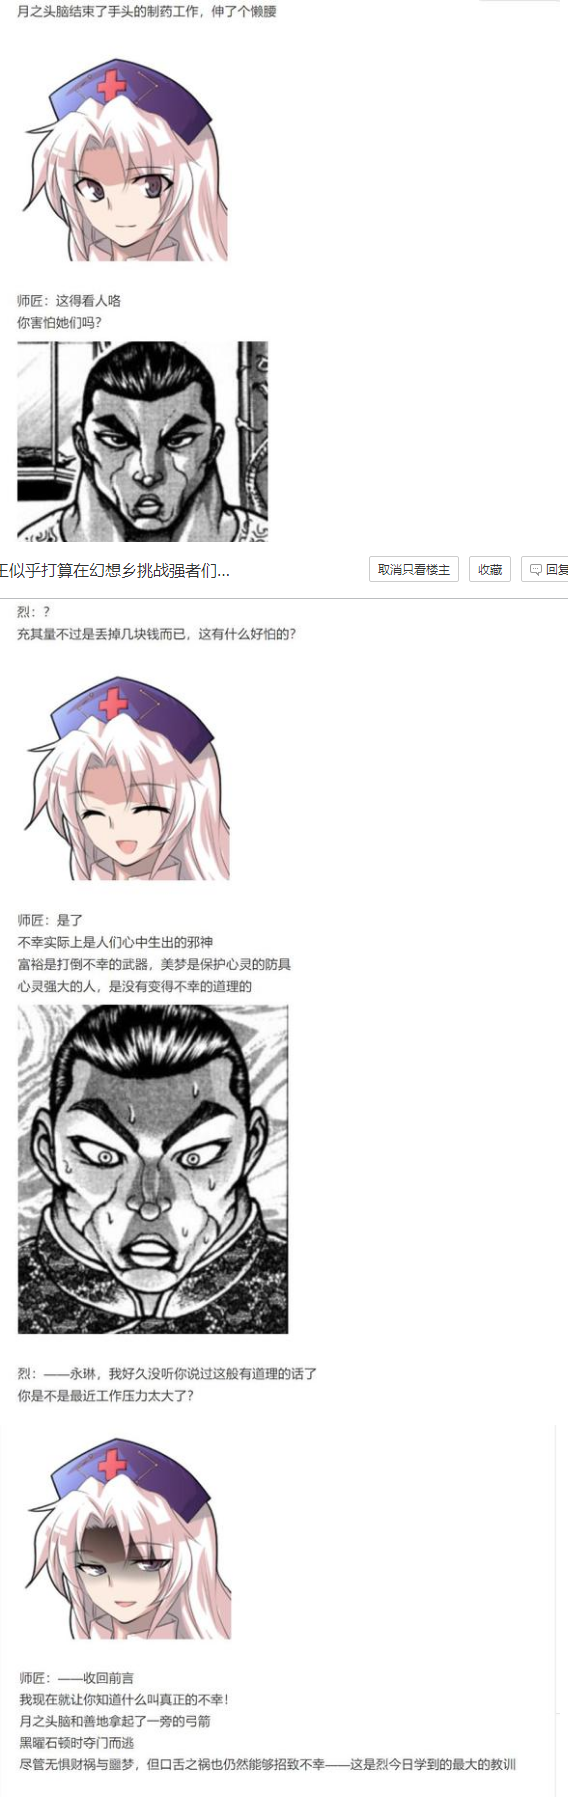 月之头脑结束了手头的制药工作，伸了个懒腰
师匠：这得看人咯
你害怕她们吗？
王似乎打算在幻想乡挑战强者们...
取消只看楼主
收藏
回复
烈：？
充其量不过是丢掉几块钱而已，这有什么好怕的？
师匠：是了
不幸实际上是人们心中生出的邪神
富裕是打倒不幸的武器，美梦是保护心灵的防具
心灵强大的人，是没有变得不幸的道理的
烈：——永琳，我好久没听你说过这般有道理的话了
你是不是最近工作压力太大了？
师匠：——收回前言
我现在就让你知道什么叫真正的不幸！
月之头脑和善地拿起了一旁的弓箭
黑曜石顿时夺门而逃
尽管无惧财祸与噩梦，但口舌之祸也仍然能够招致不幸——这是烈今日学到的最大的教训